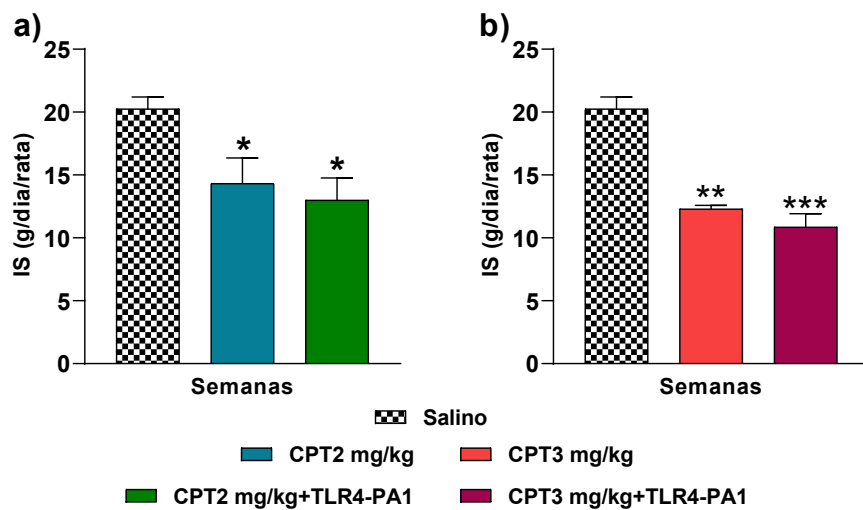 a)
25
20
15
10
5
0
IS (g/dia/rata)
*
*
Semanas
b)
25
20
15
10
5
0
IS (g/dia/rata)
**
***
Semanas
Salino
CPT2 mg/kg
CPT3 mg/kg
CPT2 mg/kg+TLR4-PA1
CPT3 mg/kg+TLR4-PA1